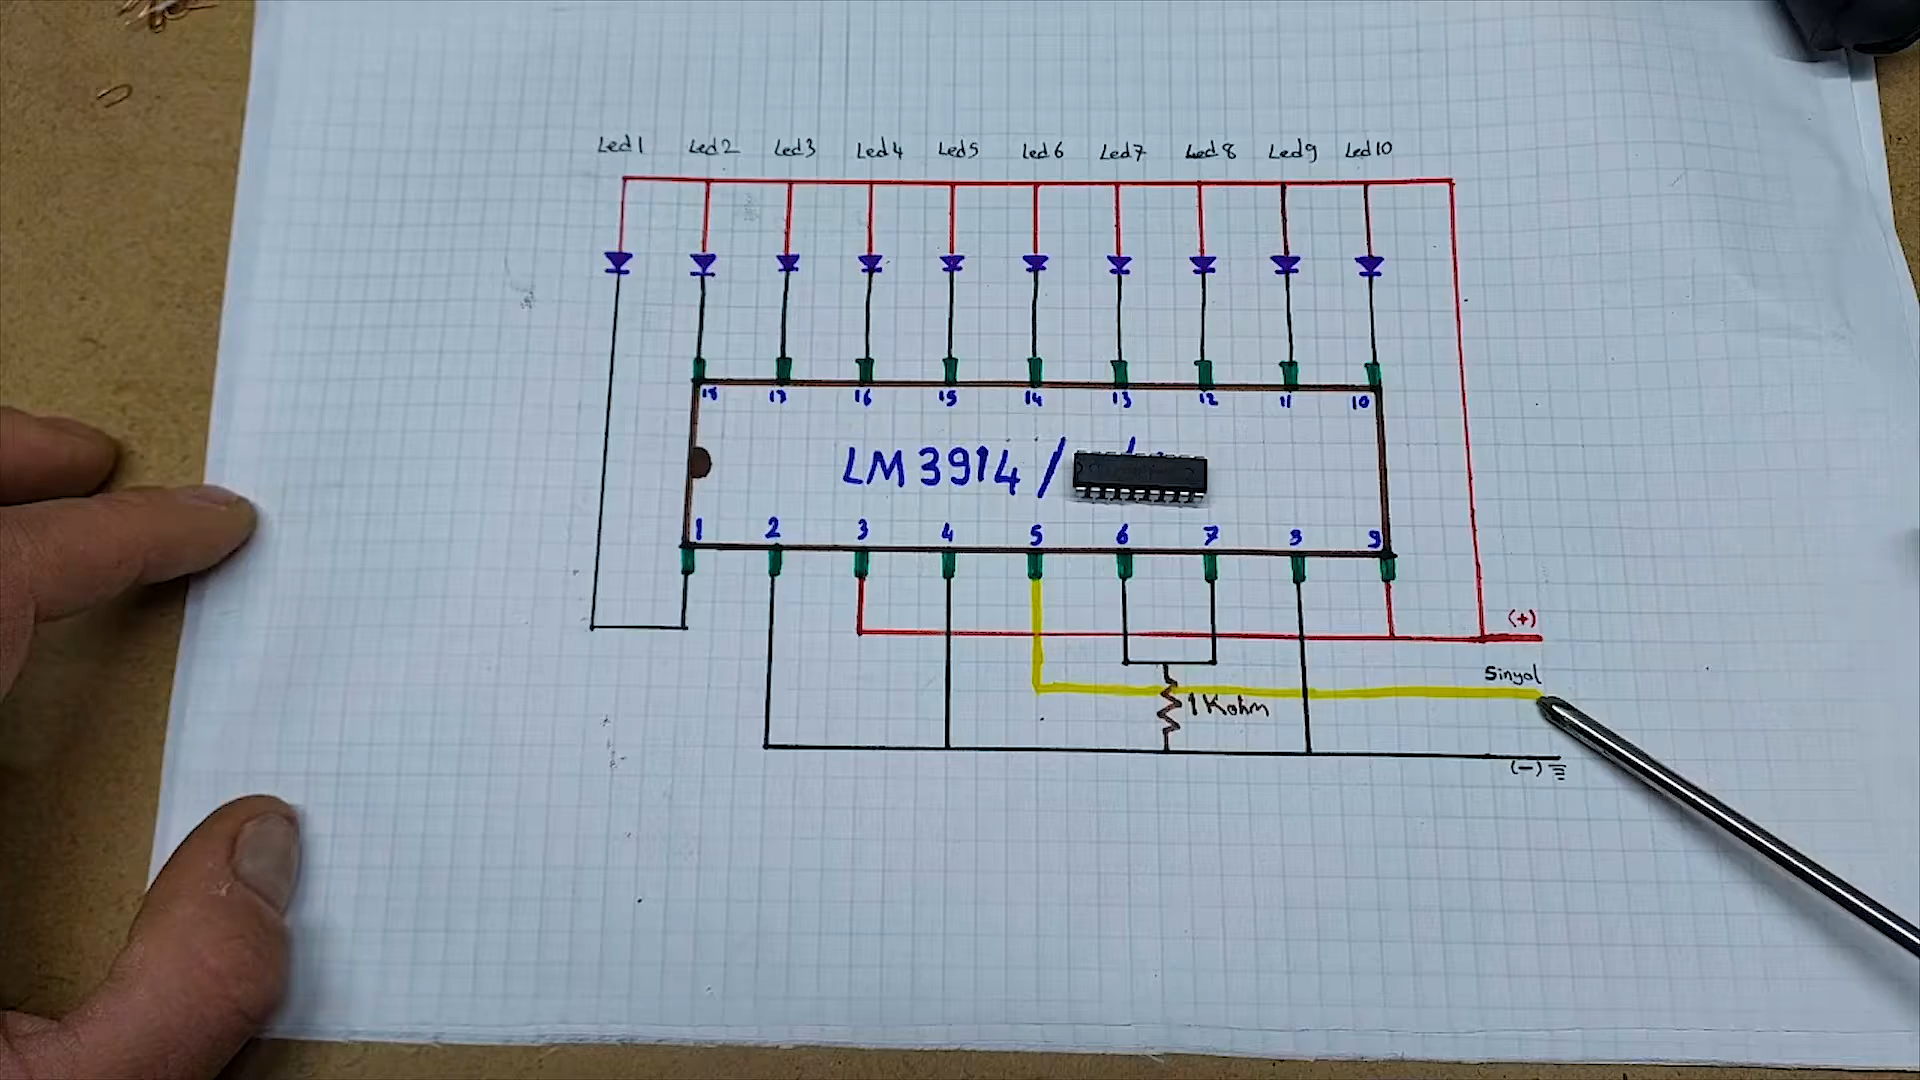 Led1 Led2 Led3 Led4 Led5 Led6 Led7 Led8 Led9 Led10
18 17 16 15 14 13 12 11 10
LM3914/
1 2 3 4 5 6 7 8 9
(+)
Sinyal
1Kohm
(-)